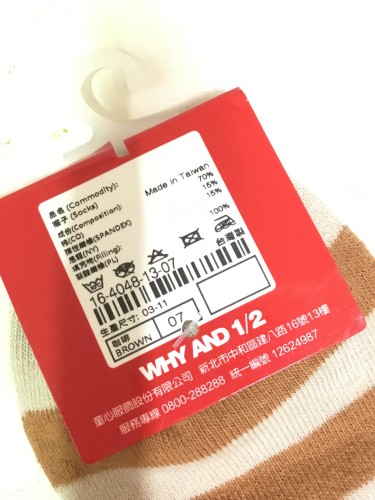 品名 (Commodity):
襪子 (Socks) Made in Taiwan
成份(Composition):
棉(CO) 70%
彈性纖維(SPANDEX) 15%
尼龍(NY) 15%
填充物(Filling):
聚酯纖維(PL) 100%
台灣製
16-4048-13-07
生產尺寸: 03-11
咖啡
BROWN 07
WHY AND 1/2
童心服飾股份有限公司 新北市中和區建八路16號13樓
服務專線 0800-288288 統一編號 12624987